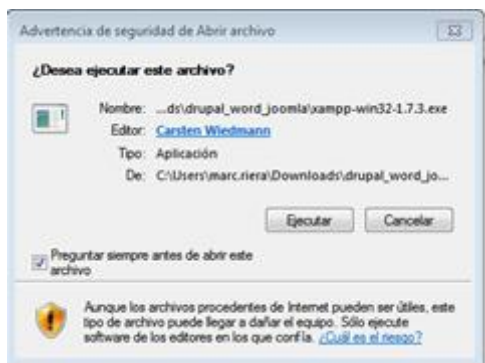 Advertencia de seguridad de Abrir archivo
¿Desea ejecutar este archivo?
Nombre: ...ds\drupal_word_joomla\xampp-win32-1.7.3.exe
Editor: Carsten Wiedmann
Tipo: Aplicación
De: C:\Users\marc.riera\Downloads\drupal_word_jo...
Ejecutar Cancelar
Preguntar siempre antes de abrir este
archivo
Aunque los archivos procedentes de Internet pueden ser útiles, este
tipo de archivo puede llegar a dañar el equipo. Sólo ejecute
software de los editores en los que confía. ¿Cuál es el riesgo?